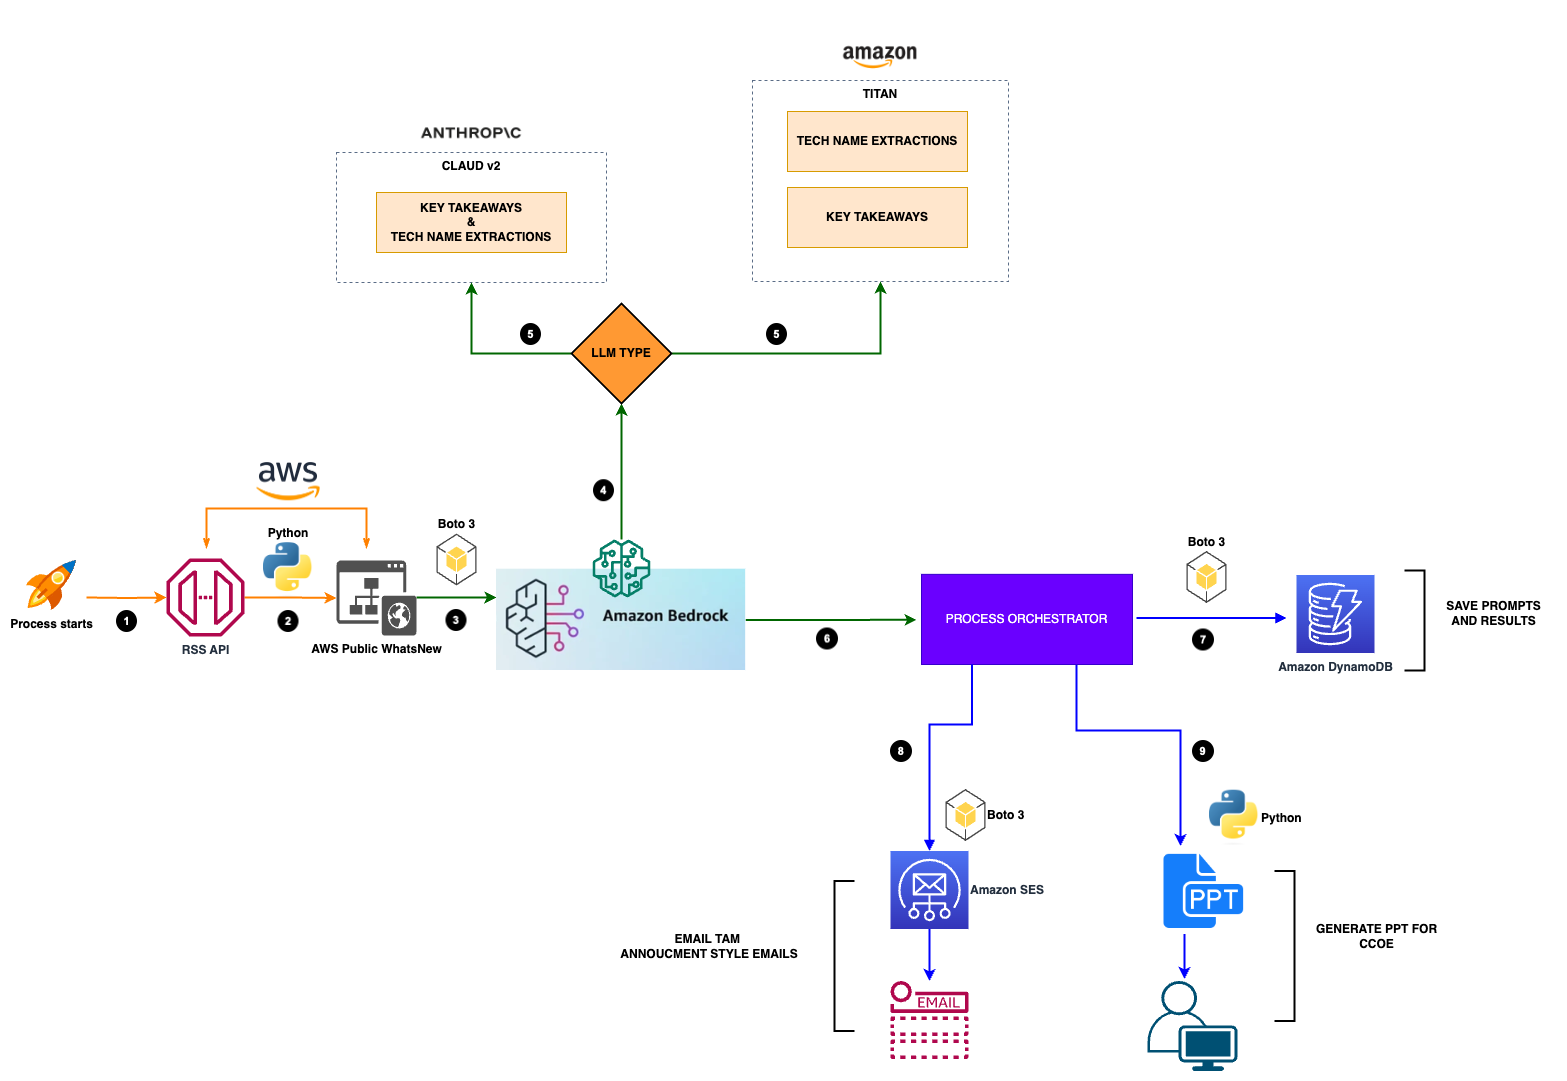 amazon
TITAN
TECH NAME EXTRACTIONS
KEY TAKEAWAYS
ANTHROP\C
CLAUD v2
KEY TAKEAWAYS
&
TECH NAME EXTRACTIONS
5
LLM TYPE
5
4
aws
Python
Boto 3
Process starts
1
RSS API
2
AWS Public WhatsNew
3
Amazon Bedrock
6
PROCESS ORCHESTRATOR
Boto 3
7
Amazon DynamoDB
SAVE PROMPTS
AND RESULTS
8
9
Boto 3
Python
Amazon SES
PPT
EMAIL TAM
ANNOUCMENT STYLE EMAILS
GENERATE PPT FOR
CCOE
EMAIL